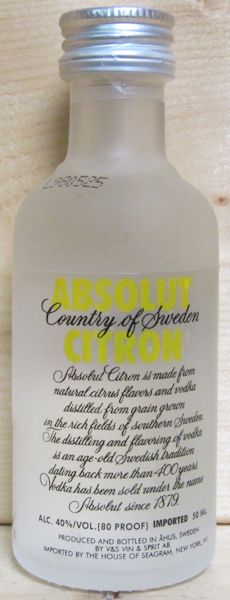 L980525
ABSOLUT
Country of Sweden
CITRON
Absolut Citron is made from
natural citrus flavors and vodka
distilled from grain grown
in the rich fields of southern Sweden.
The distilling and flavoring of vodka
is an age-old Swedish tradition
dating back more than 400 years.
Vodka has been sold under the name
Absolut since 1879.
ALC. 40%/VOL.(80 PROOF) IMPORTED 50 ML.
PRODUCED AND BOTTLED IN ÅHUS, SWEDEN
BY V&S VIN & SPRIT AB
IMPORTED BY THE HOUSE OF SEAGRAM, NEW YORK, NY